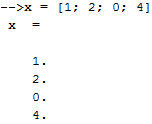 -->x = [1; 2; 0; 4]
x =
1.
2.
0.
4.